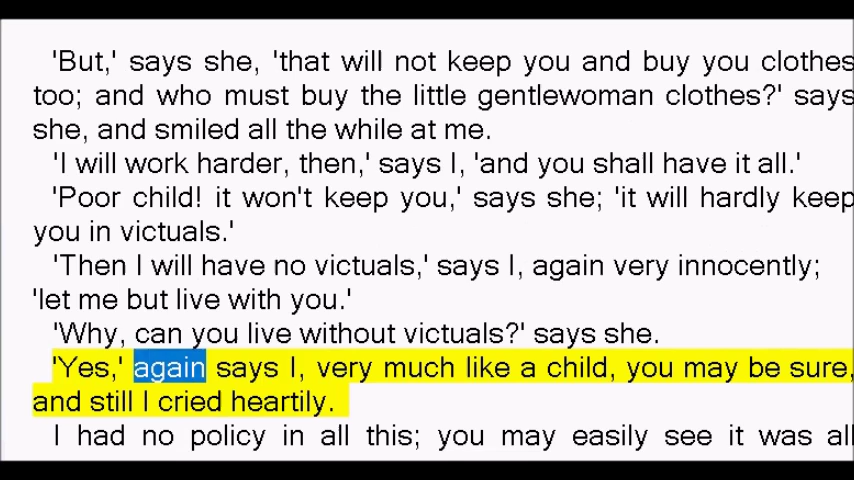 'But,' says she, 'that will not keep you and buy you clothes
too; and who must buy the little gentlewoman clothes?' says
she, and smiled all the while at me.
'I will work harder, then,' says I, 'and you shall have it all.'
'Poor child! it won't keep you,' says she; 'it will hardly keep
you in victuals.'
'Then I will have no victuals,' says I, again very innocently;
'let me but live with you.'
'Why, can you live without victuals?' says she.
'Yes,' again says I, very much like a child, you may be sure,
and still I cried heartily.
I had no policy in all this; you may easily see it was all